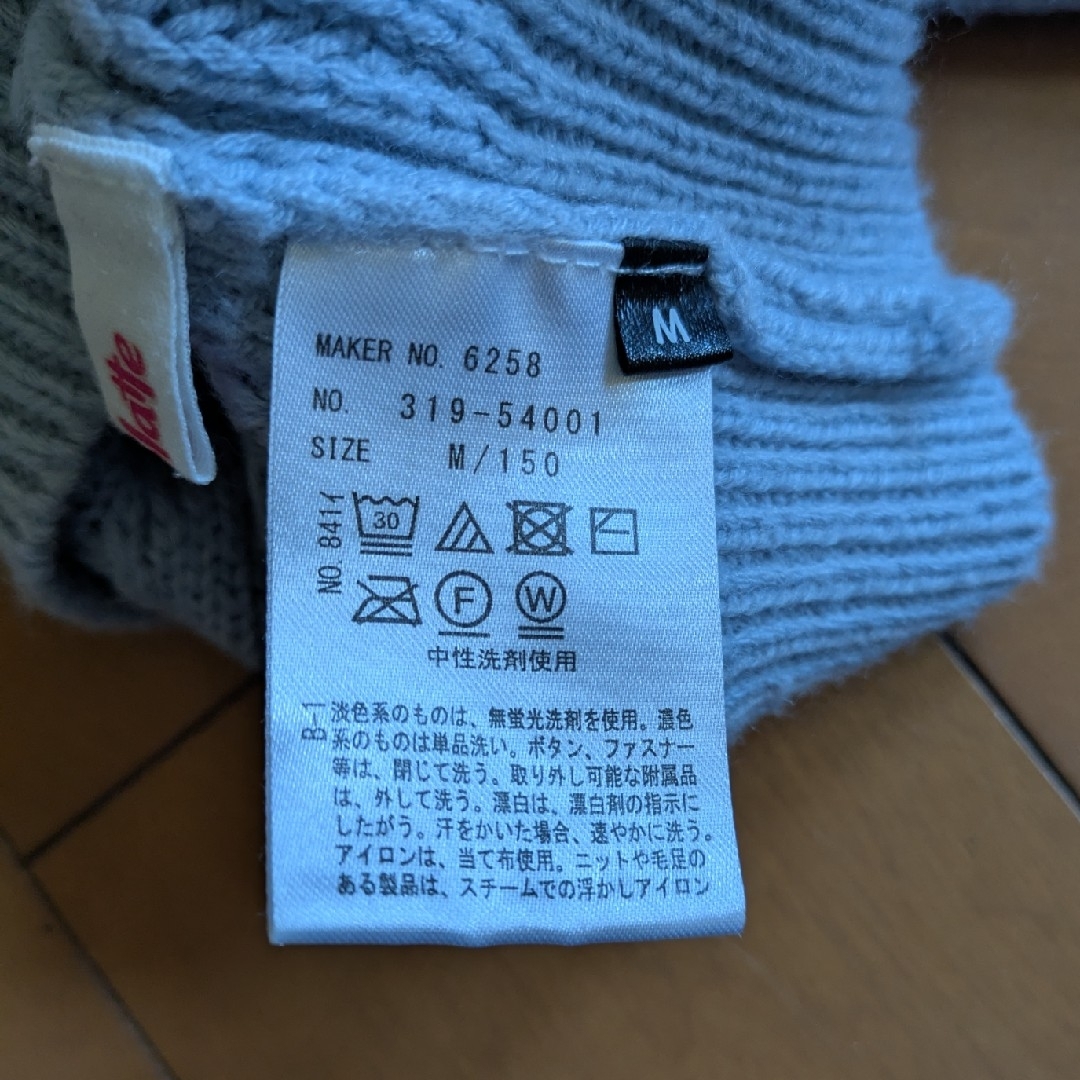 latte
M
MAKER NO. 6258
NO. 319-54001
SIZE M/150
NO.8411
30
F
W
中性洗剤使用
B-1
淡色系のものは、無蛍光洗剤を使用。濃色
系のものは単品洗い。ボタン、ファスナー
等は、閉じて洗う。取り外し可能な附属品
は、外して洗う。漂白は、漂白剤の指示に
したがう。汗をかいた場合、速やかに洗う。
アイロンは、当て布使用。ニットや毛足の
ある製品は、スチームでの浮かしアイロン